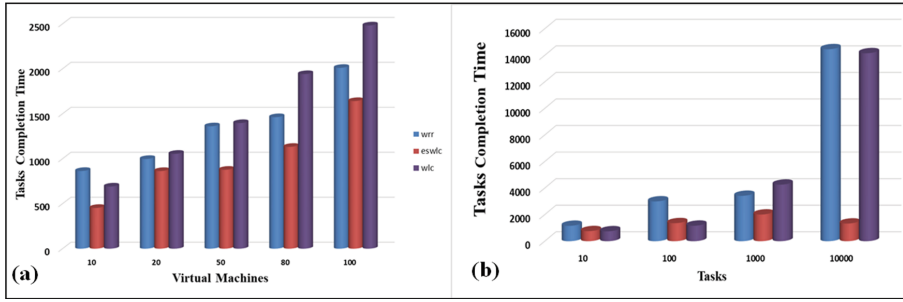 Tasks Completion Time
2500
2000
1500
1000
500
0
10 20 50 80 100
Virtual Machines
(a)
wrr
eswlc
wlc
Tasks Completion Time
16000
14000
12000
10000
8000
6000
4000
2000
0
10 100 1000 10000
Tasks
(b)